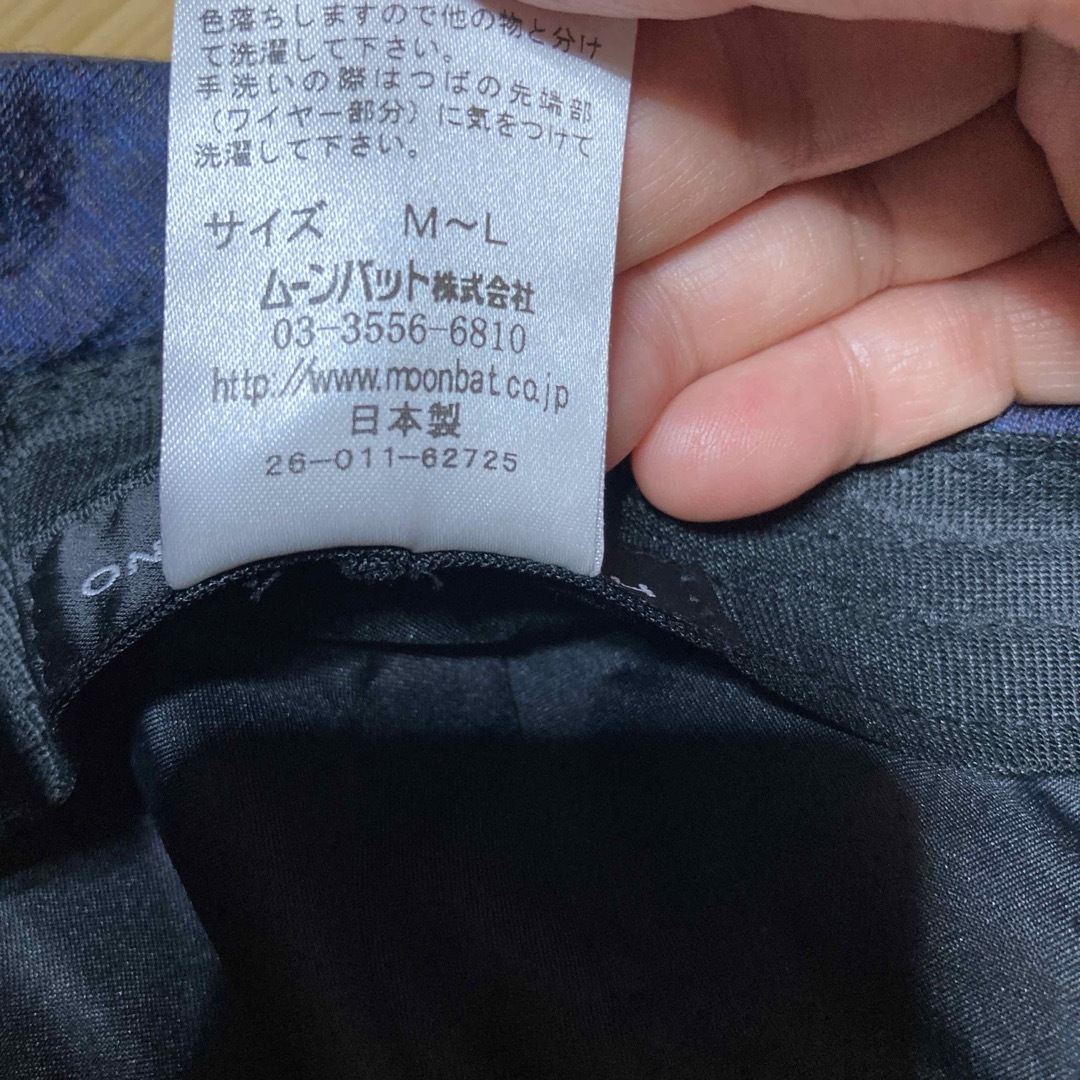 色落ちしますので他の物と分け
て洗濯して下さい。
手洗いの際はつばの先端部
(ワイヤー部分)に気をつけて
洗濯して下さい。
サイズ M〜L
ムーンバット株式会社
03-3556-6810
http://www.moonbat.co.jp
日本製
26-011-62725